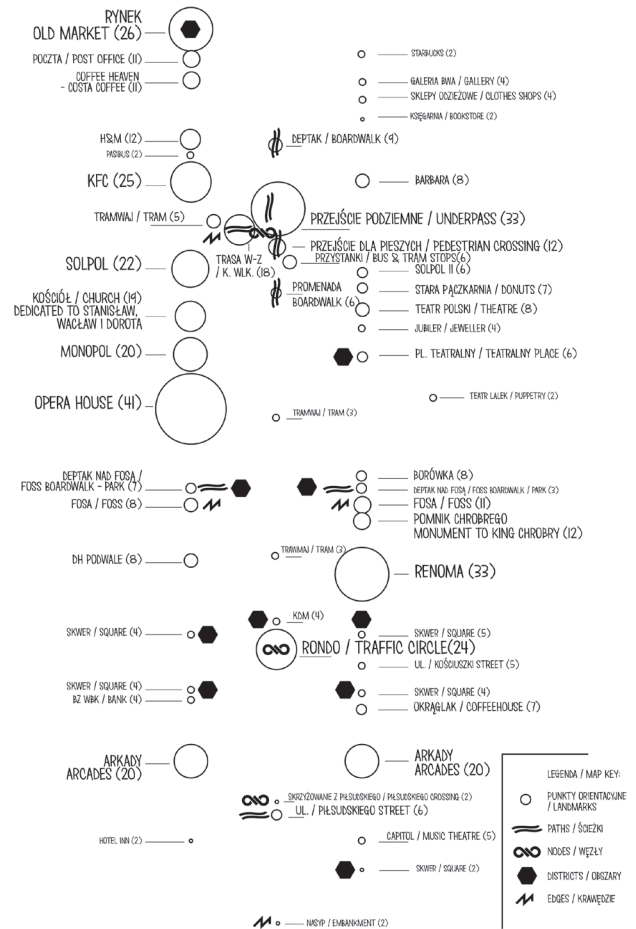 RYNEK
OLD MARKET (26)
POCZTA / POST OFFICE (11)
COFFEE HEAVEN
- COSTA COFFEE (11)
STARBUCKS (2)
GALERIA BWA / GALLERY (4)
SKLEPY ODZIEŻOWE / CLOTHES SHOPS (4)
KSIĘGARNIA / BOOKSTORE (2)
H&M (12)
PASIBUS (2)
DEPTAK / BOARDWALK (9)
KFC (25)
BARBARA (8)
TRAMWAJ / TRAM (5)
PRZEJŚCIE PODZIEMNE / UNDERPASS (33)
PRZEJŚCIE DLA PIESZYCH / PEDESTRIAN CROSSING (12)
TRASA W-Z
/ K. WLK. (18)
PRZYSTANKI / BUS & TRAM STOPS(6)
SOLPOL (22)
SOLPOL II (6)
PROMENADA
BOARDWALK (6)
STARA PĄCZKARNIA / DONUTS (7)
KOŚCIÓŁ / CHURCH (19)
DEDICATED TO STANISŁAW,
WACŁAW I DOROTA
TEATR POLSKI / THEATRE (8)
JUBILER / JEWELLER (4)
MONOPOL (20)
PL. TEATRALNY / TEATRALNY PLACE (6)
OPERA HOUSE (41)
TEATR LALEK / PUPPETRY (2)
TRAMWAJ / TRAM (3)
DEPTAK NAD FOSĄ /
FOSS BOARDWALK - PARK (7)
FOSA / FOSS (8)
BORÓWKA (8)
DEPTAK NAD FOSĄ / FOSS BOARDWALK / PARK (3)
FOSA / FOSS (11)
POMNIK CHROBREGO
MONUMENT TO KING CHROBRY (12)
DH PODWALE (8)
TRAWMAJ / TRAM (3)
RENOMA (33)
KDM (4)
SKWER / SQUARE (4)
SKWER / SQUARE (5)
RONDO / TRAFFIC CIRCLE(24)
UL. / KOŚCIUSZKI STREET (5)
SKWER / SQUARE (4)
BZ WBK / BANK (4)
SKWER / SQUARE (4)
OKRĄGLAK / COFFEEHOUSE (7)
ARKADY
ARCADES (20)
ARKADY
ARCADES (20)
SKRZYŻOWANIE Z PIŁSUDSKIEGO / PIŁSUDSKIEGO CROSSING (2)
UL. / PIŁSUDSKIEGO STREET (6)
HOTEL INN (2)
CAPITOL / MUSIC THEATRE (5)
SKWER / SQUARE (2)
NASYP / EMBANKMENT (2)
LEGENDA / MAP KEY:
PUNKTY ORIENTACYJNE
/ LANDMARKS
PATHS / ŚCIEŻKI
NODES / WĘZŁY
DISTRICTS / OBSZARY
EDGES / KRAWĘDZIE